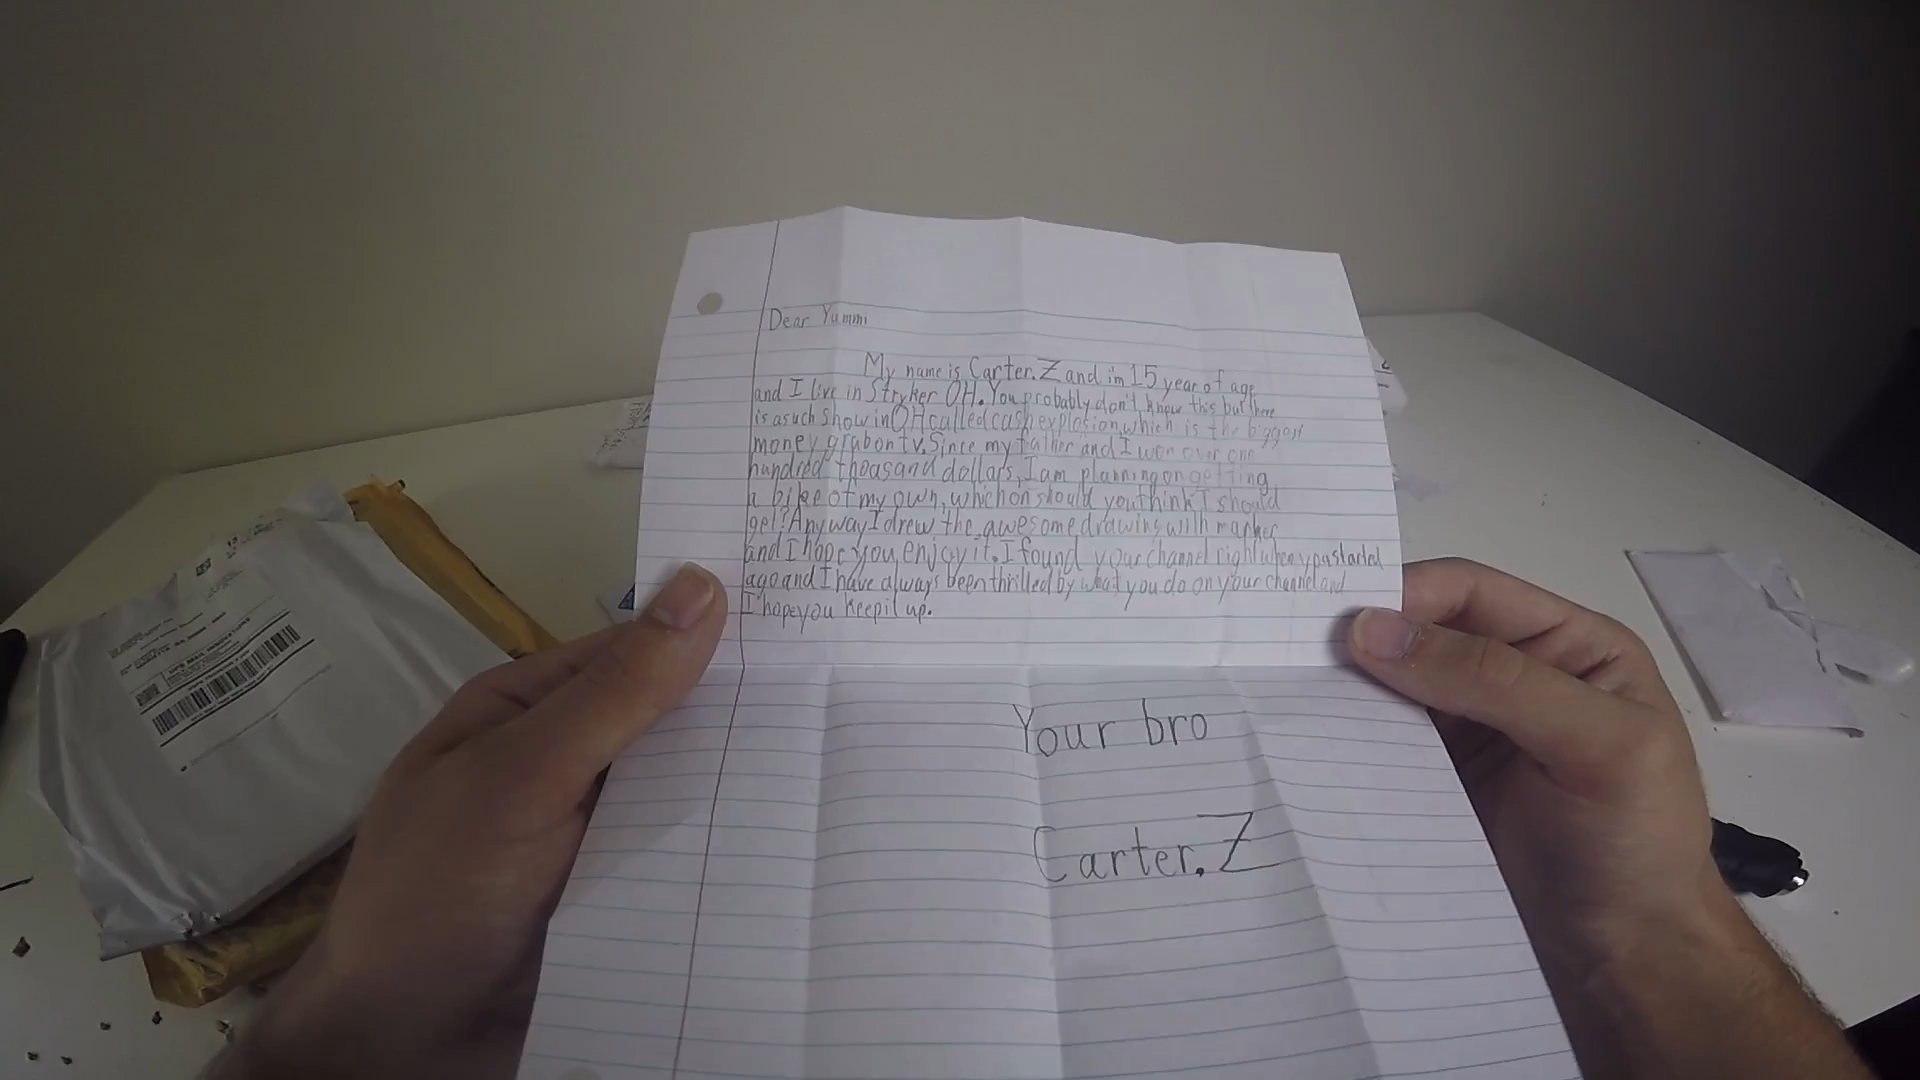 Dear Yummi
My name is Carter.Z and im 15 year of age
and I live in Stryker OH. You probably don't know this but there
is a such show in OH called cash explosion, which is the biggest
money grab on tv. Since my father and I won over one
hundred thousand dollars, I am planning on getting
a bike of my own, which on should you think I should
get? Anyway I drew the awesome drawing with marker
and I hope you enjoy it. I found your channel right when you started
ago and I have always been thrilled by what you do on your channel and
I hope you keep it up.
Your bro
Carter.Z
UPS MAIL INNOVATIONS